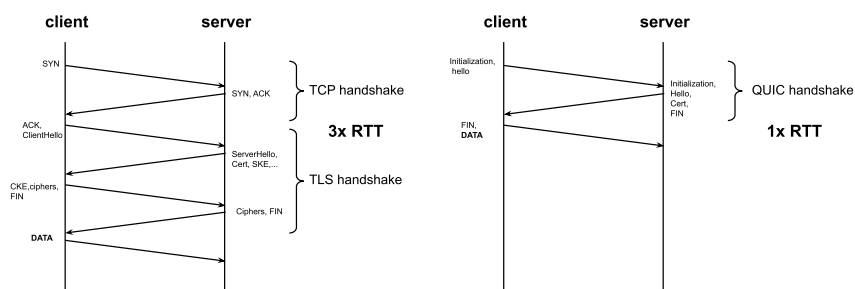 client
server
SYN
SYN, ACK
TCP handshake
ACK,
ClientHello
3x RTT
ServerHello,
Cert, SKE,...
TLS handshake
CKE,ciphers,
FIN
Ciphers, FIN
DATA
client
server
Initialization,
hello
Initialization,
Hello,
Cert,
FIN
QUIC handshake
FIN,
DATA
1x RTT